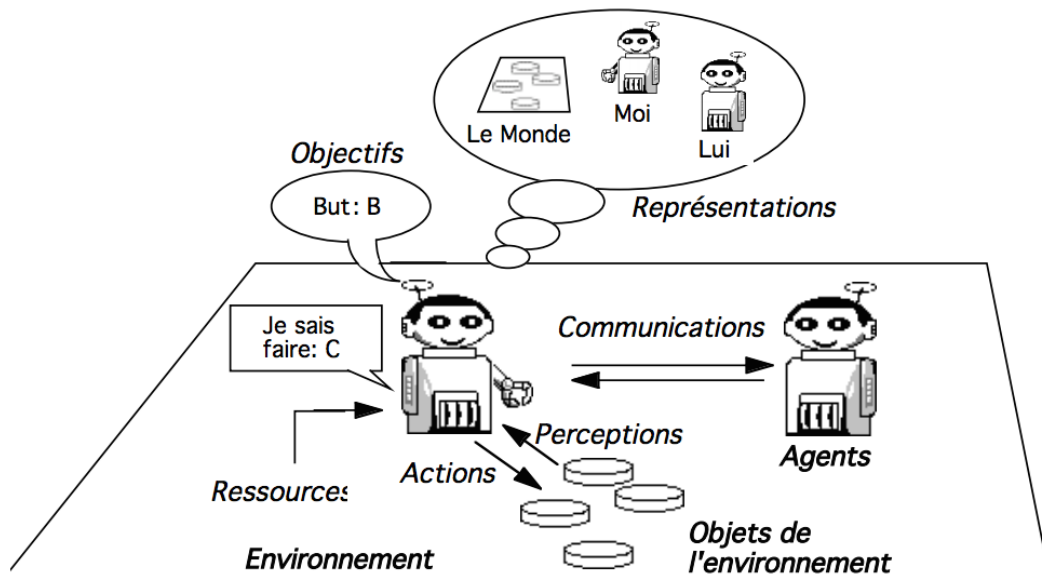 Le Monde
Moi
Lui
Objectifs
But: B
Représentations
Je sais
faire: C
Communications
Perceptions
Agents
Actions
Ressources
Objets de
l'environnement
Environnement